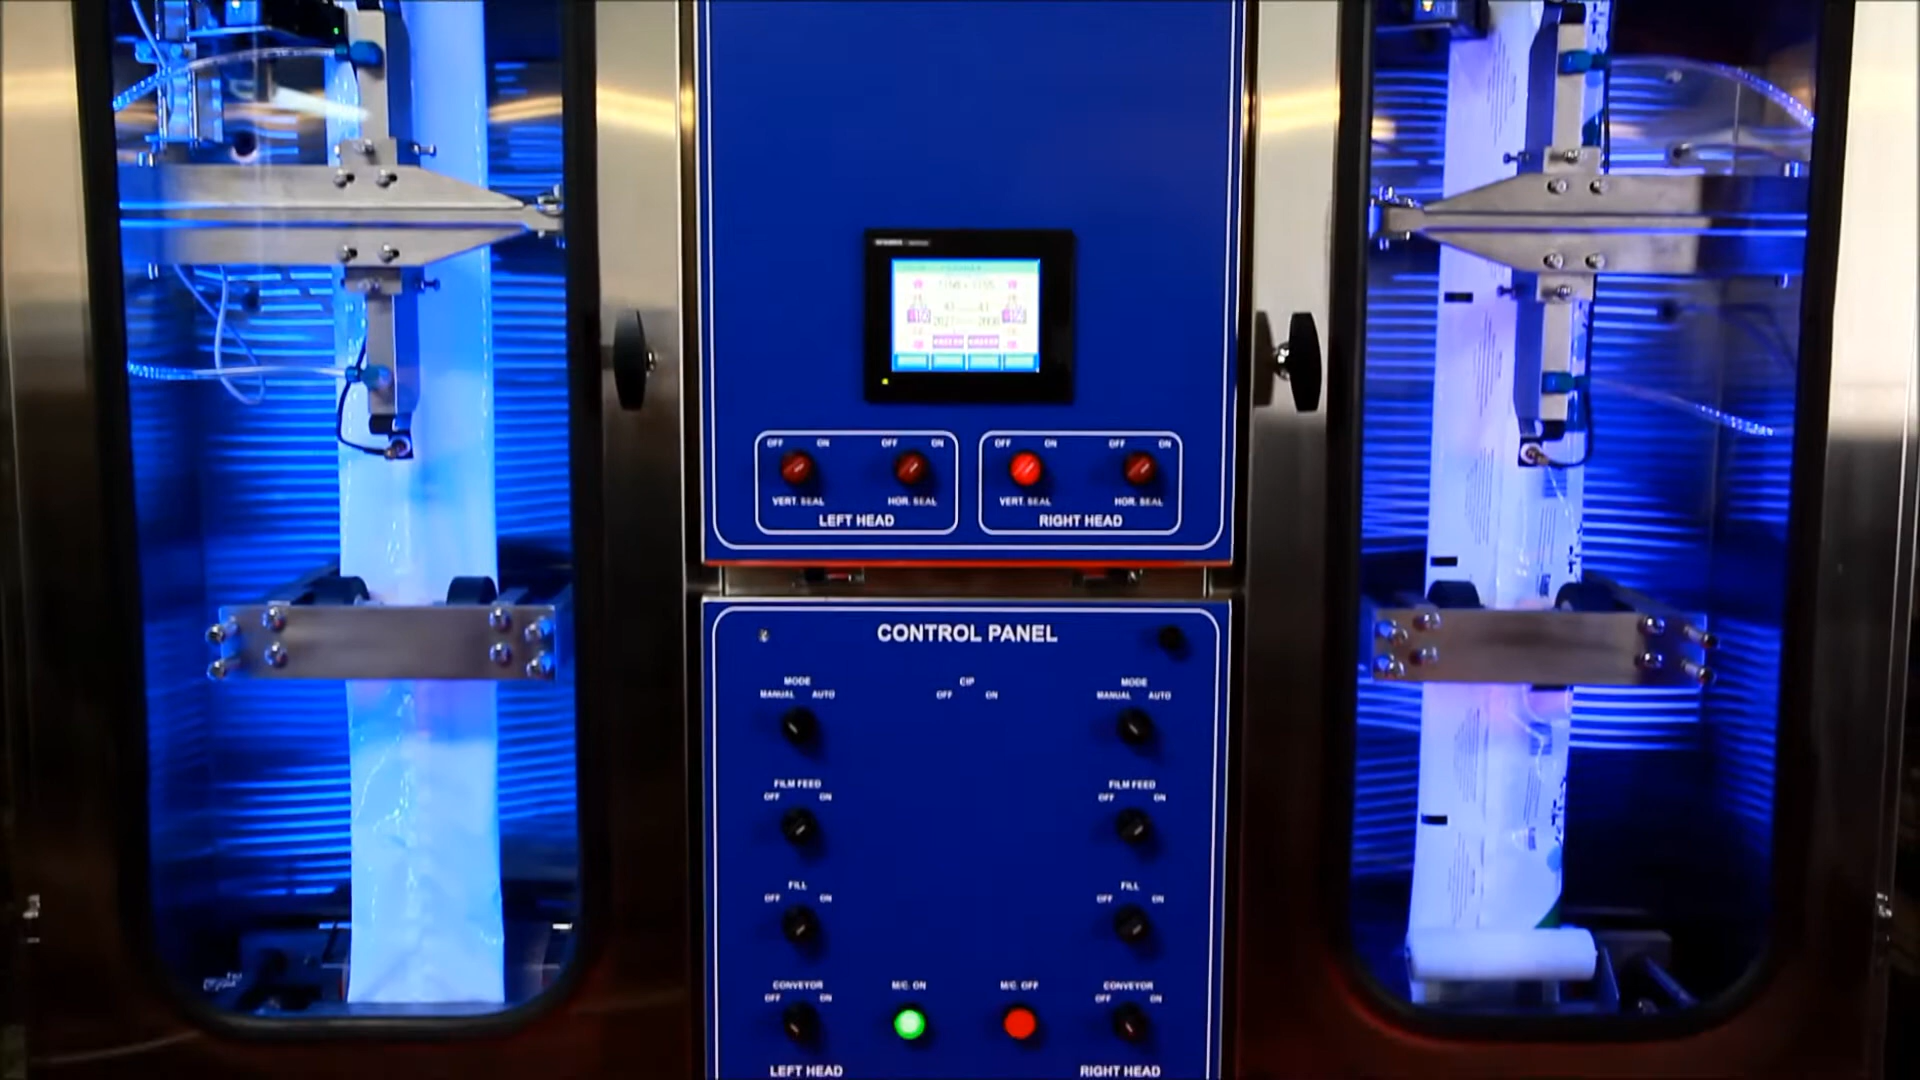 OFF ON OFF ON OFF ON OFF ON
VERT. SEAL HOR. SEAL VERT. SEAL HOR. SEAL
LEFT HEAD RIGHT HEAD
CONTROL PANEL
MODE CIP MODE
MANUAL AUTO OFF ON MANUAL AUTO
FILM FEED FILM FEED
OFF ON OFF ON
FILL FILL
OFF ON OFF ON
CONVEYOR M/C. ON M/C. OFF CONVEYOR
OFF ON OFF ON
LEFT HEAD RIGHT HEAD